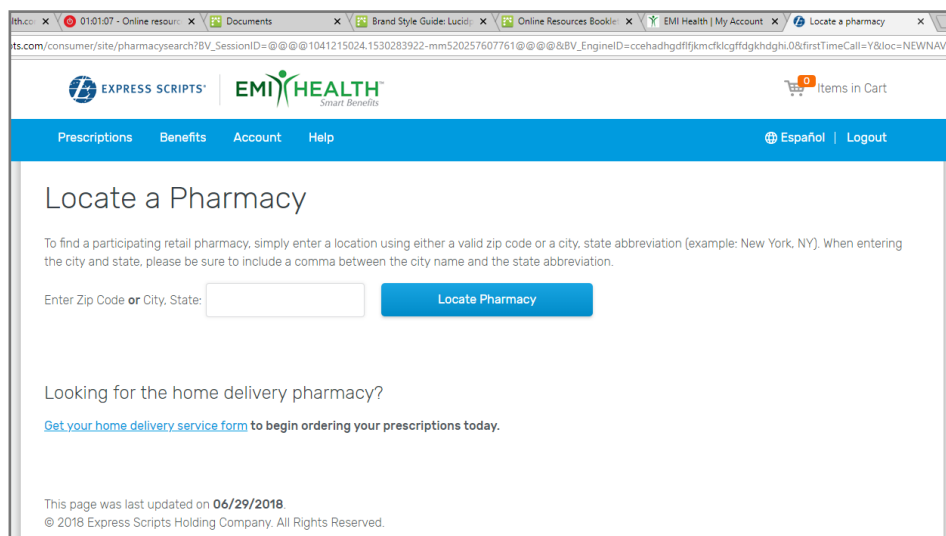 lth.co
01:01:07 - Online resourc
Documents
Brand Style Guide: Lucidp
Online Resources Booklet
EMI Health | My Account
Locate a pharmacy
pts.com/consumer/site/pharmacysearch?BV_SessionID=@@@@1041215024.1530283922-mm520257607761@@@@&BV_EngineID=ccehadhgdflfjkmcfklcgffdgkhdghi.0&firstTimeCall=Y&loc=NEWNAV
EXPRESS SCRIPTS®
EMI HEALTH™
Smart Benefits
0 Items in Cart
Prescriptions Benefits Account Help Español | Logout
Locate a Pharmacy
To find a participating retail pharmacy, simply enter a location using either a valid zip code or a city, state abbreviation (example: New York, NY). When entering
the city and state, please be sure to include a comma between the city name and the state abbreviation.
Enter Zip Code or City, State: Locate Pharmacy
Looking for the home delivery pharmacy?
Get your home delivery service form to begin ordering your prescriptions today.
This page was last updated on 06/29/2018.
© 2018 Express Scripts Holding Company. All Rights Reserved.